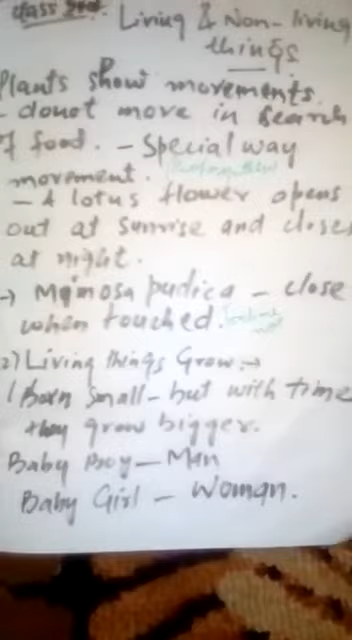 Class 3rd.
Living & Non-living
things
Plants show movements.
- donot move in search
of food. - Special way
movement.
- A lotus flower opens
out at sunrise and closes
at night.
-> Mimosa pudica - close
when touched.
2) Living things Grow:->
Born small - but with time
they grow bigger.
Baby Boy - Man
Baby Girl - Woman.